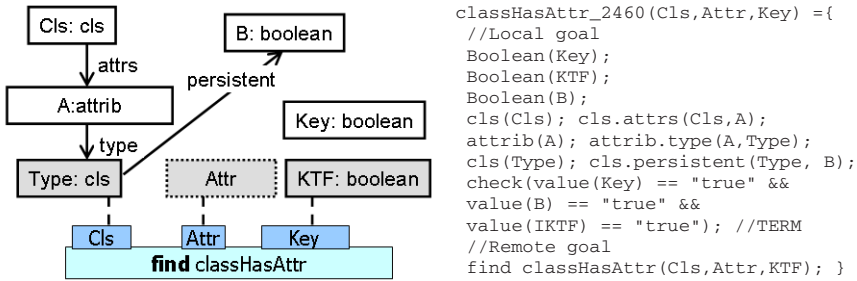 Cls: cls
B: boolean
attrs
persistent
A:attrib
Key: boolean
type
Type: cls
Attr
KTF: boolean
Cls
Attr
Key
find classHasAttr
classHasAttr_2460(Cls,Attr,Key) ={
//Local goal
Boolean(Key);
Boolean(KTF);
Boolean(B);
cls(Cls); cls.attrs(Cls,A);
attrib(A); attrib.type(A,Type);
cls(Type); cls.persistent(Type, B);
check(value(Key) == "true" &&
value(B) == "true" &&
value(IKTF) == "true"); //TERM
//Remote goal
find classHasAttr(Cls,Attr,KTF); }